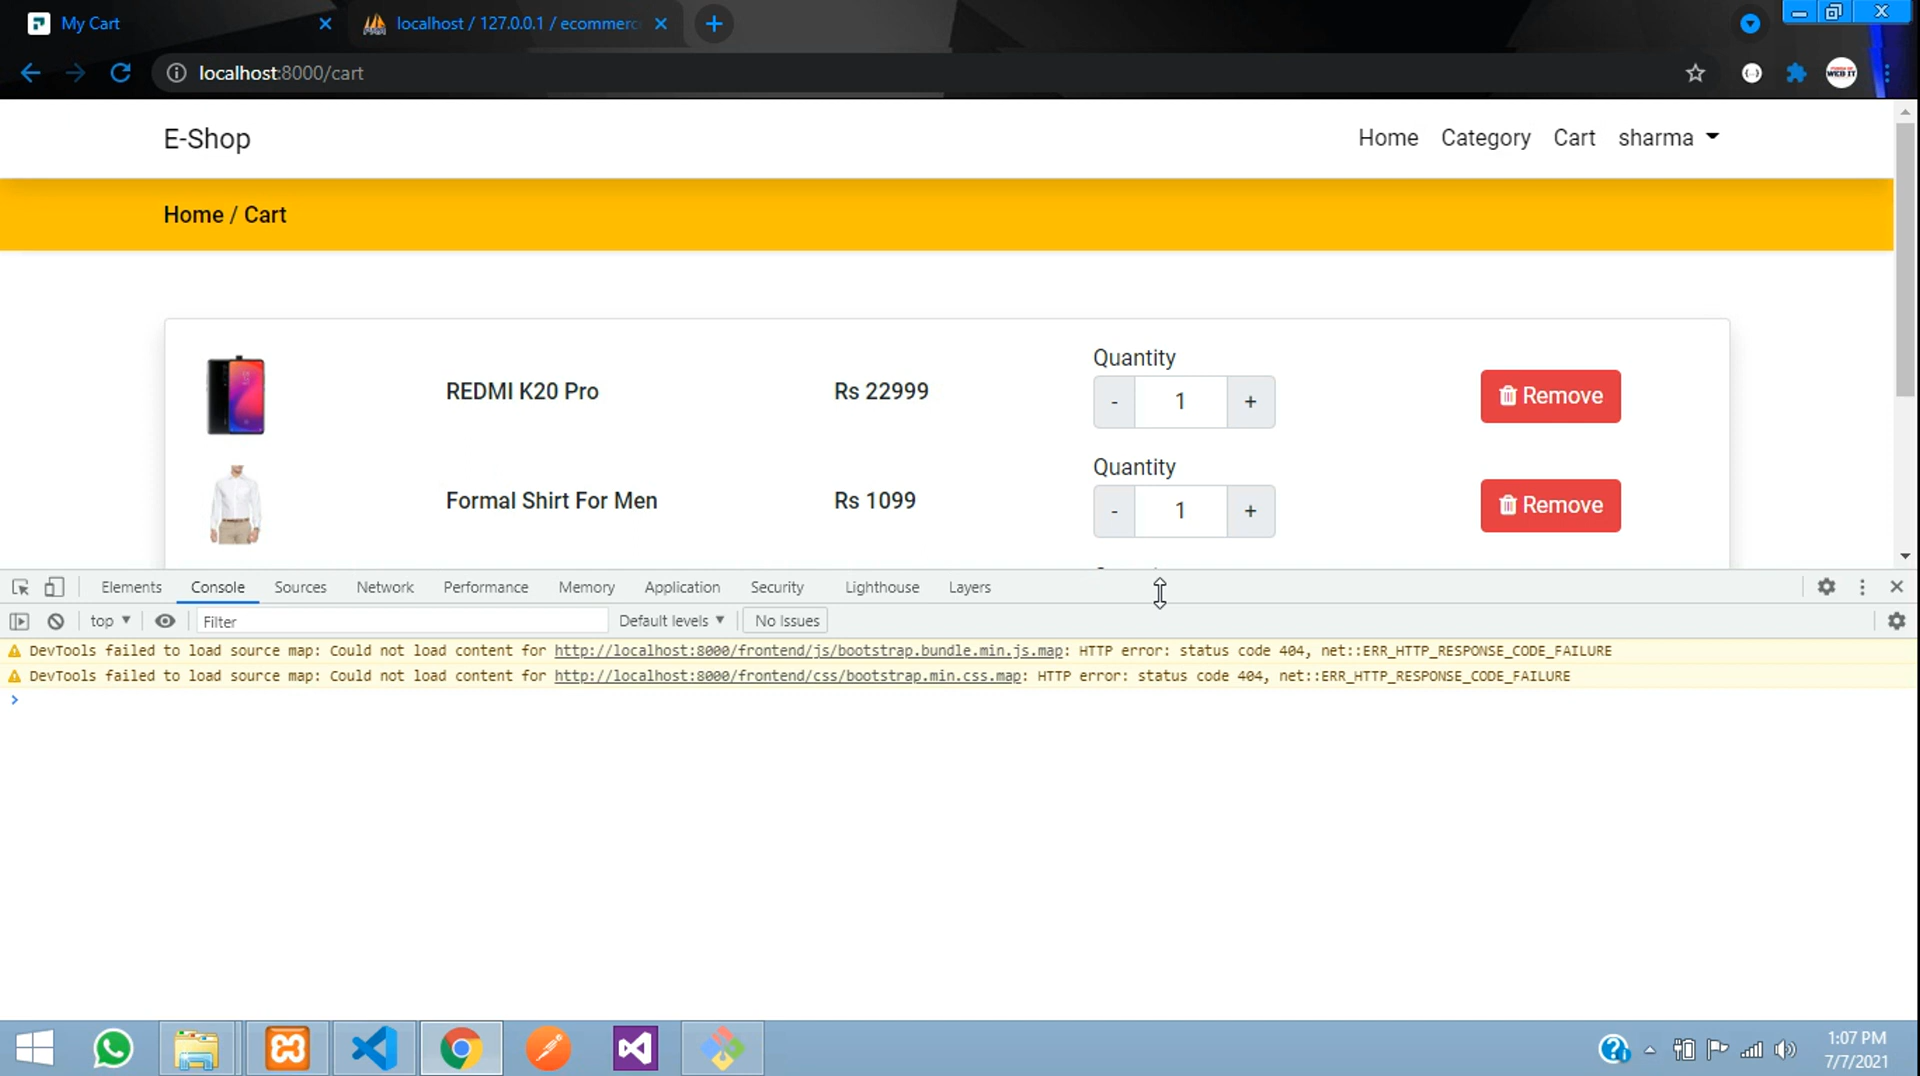 My Cart
localhost / 127.0.0.1 / ecommerc
localhost:8000/cart
WEB IT
E-Shop
Home Category Cart sharma
Home / Cart
REDMI K20 Pro Rs 22999 Quantity - 1 + Remove
Formal Shirt For Men Rs 1099 Quantity - 1 + Remove
Elements Console Sources Network Performance Memory Application Security Lighthouse Layers
top Filter Default levels No Issues
DevTools failed to load source map: Could not load content for http://localhost:8000/frontend/js/bootstrap.bundle.min.js.map: HTTP error: status code 404, net::ERR_HTTP_RESPONSE_CODE_FAILURE
DevTools failed to load source map: Could not load content for http://localhost:8000/frontend/css/bootstrap.min.css.map: HTTP error: status code 404, net::ERR_HTTP_RESPONSE_CODE_FAILURE
1:07 PM
7/7/2021